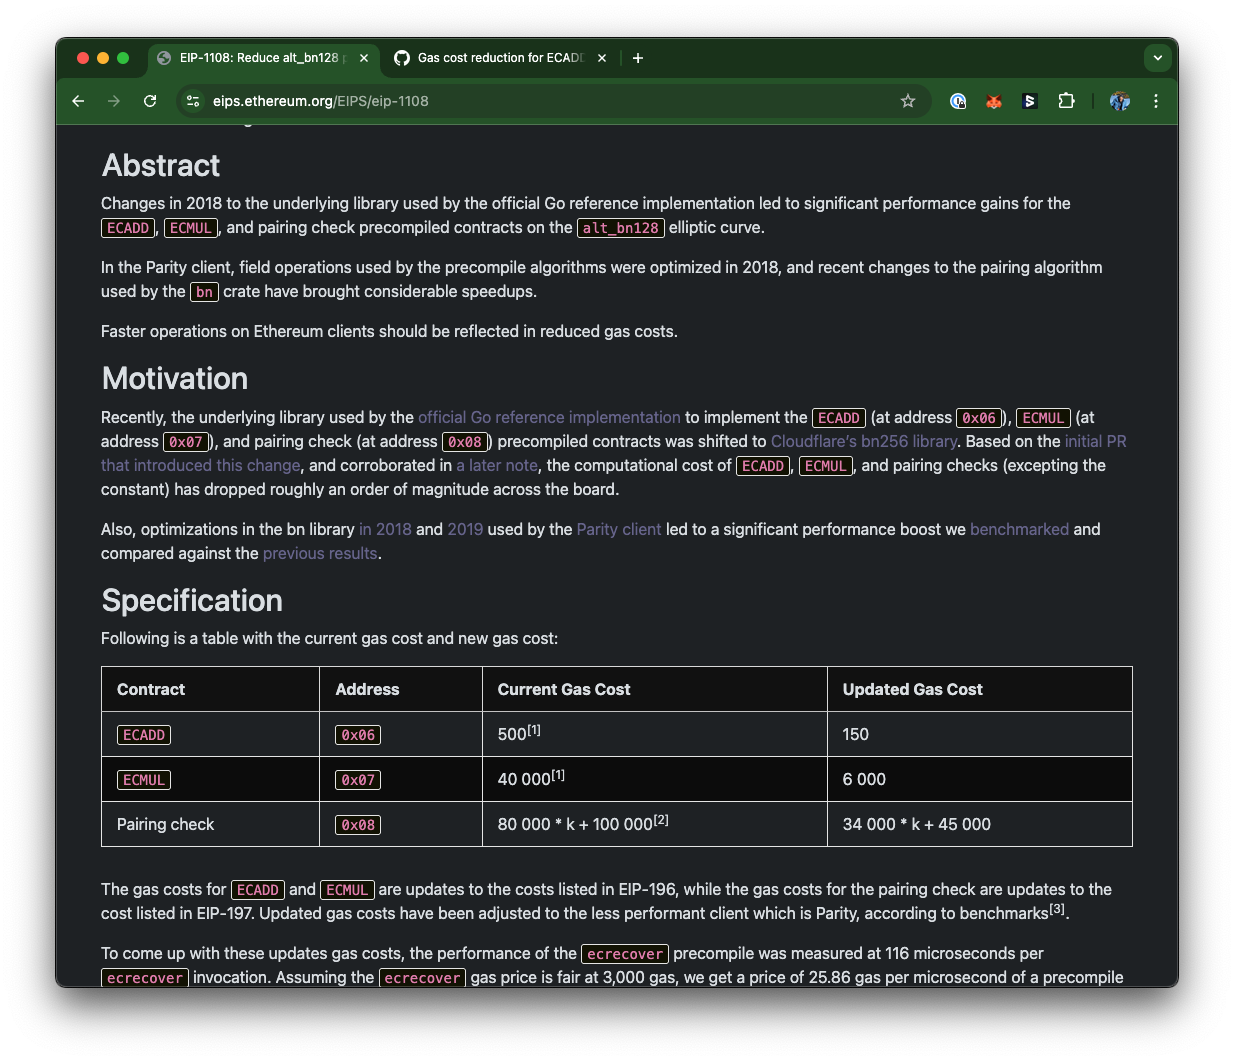 EIP-1108: Reduce alt_bn128
Gas cost reduction for ECADD
eips.ethereum.org/EIPS/eip-1108
Abstract
Changes in 2018 to the underlying library used by the official Go reference implementation led to significant performance gains for the
ECADD, ECMUL, and pairing check precompiled contracts on the alt_bn128 elliptic curve.
In the Parity client, field operations used by the precompile algorithms were optimized in 2018, and recent changes to the pairing algorithm
used by the bn crate have brought considerable speedups.
Faster operations on Ethereum clients should be reflected in reduced gas costs.
Motivation
Recently, the underlying library used by the official Go reference implementation to implement the ECADD (at address 0x06), ECMUL (at
address 0x07), and pairing check (at address 0x08) precompiled contracts was shifted to Cloudflare's bn256 library. Based on the initial PR
that introduced this change, and corroborated in a later note, the computational cost of ECADD, ECMUL, and pairing checks (excepting the
constant) has dropped roughly an order of magnitude across the board.
Also, optimizations in the bn library in 2018 and 2019 used by the Parity client led to a significant performance boost we benchmarked and
compared against the previous results.
Specification
Following is a table with the current gas cost and new gas cost:
Contract Address Current Gas Cost Updated Gas Cost
ECADD 0x06 500[1] 150
ECMUL 0x07 40 000[1] 6 000
Pairing check 0x08 80 000 * k + 100 000[2] 34 000 * k + 45 000
The gas costs for ECADD and ECMUL are updates to the costs listed in EIP-196, while the gas costs for the pairing check are updates to the
cost listed in EIP-197. Updated gas costs have been adjusted to the less performant client which is Parity, according to benchmarks[3].
To come up with these updates gas costs, the performance of the ecrecover precompile was measured at 116 microseconds per
ecrecover invocation. Assuming the ecrecover gas price is fair at 3,000 gas, we get a price of 25.86 gas per microsecond of a precompile